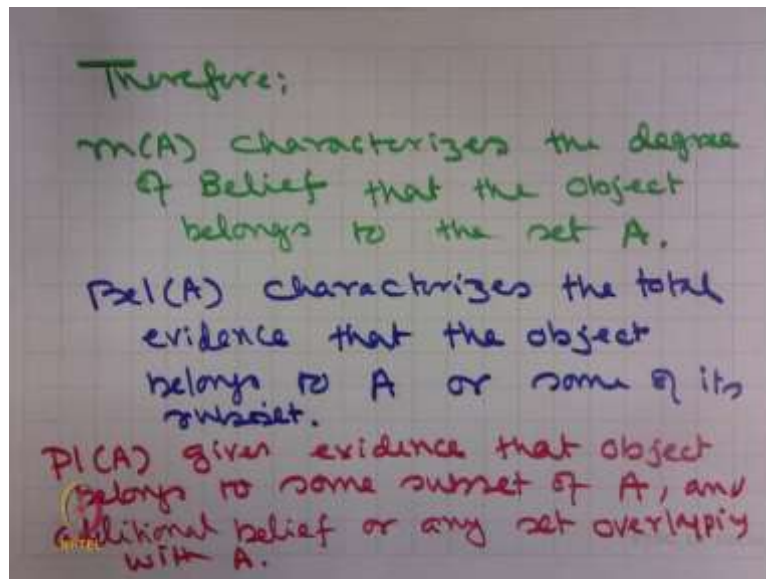 Therefore;
m(A) characterizes the degree
of Belief that the object
belongs to the set A.
Bel(A) characterizes the total
evidence that the object
belongs to A or some of its
subset.
Pl(A) gives evidence that object
belongs to some subset of A, and
additional belief or any set overlapping
with A.
NPTEL